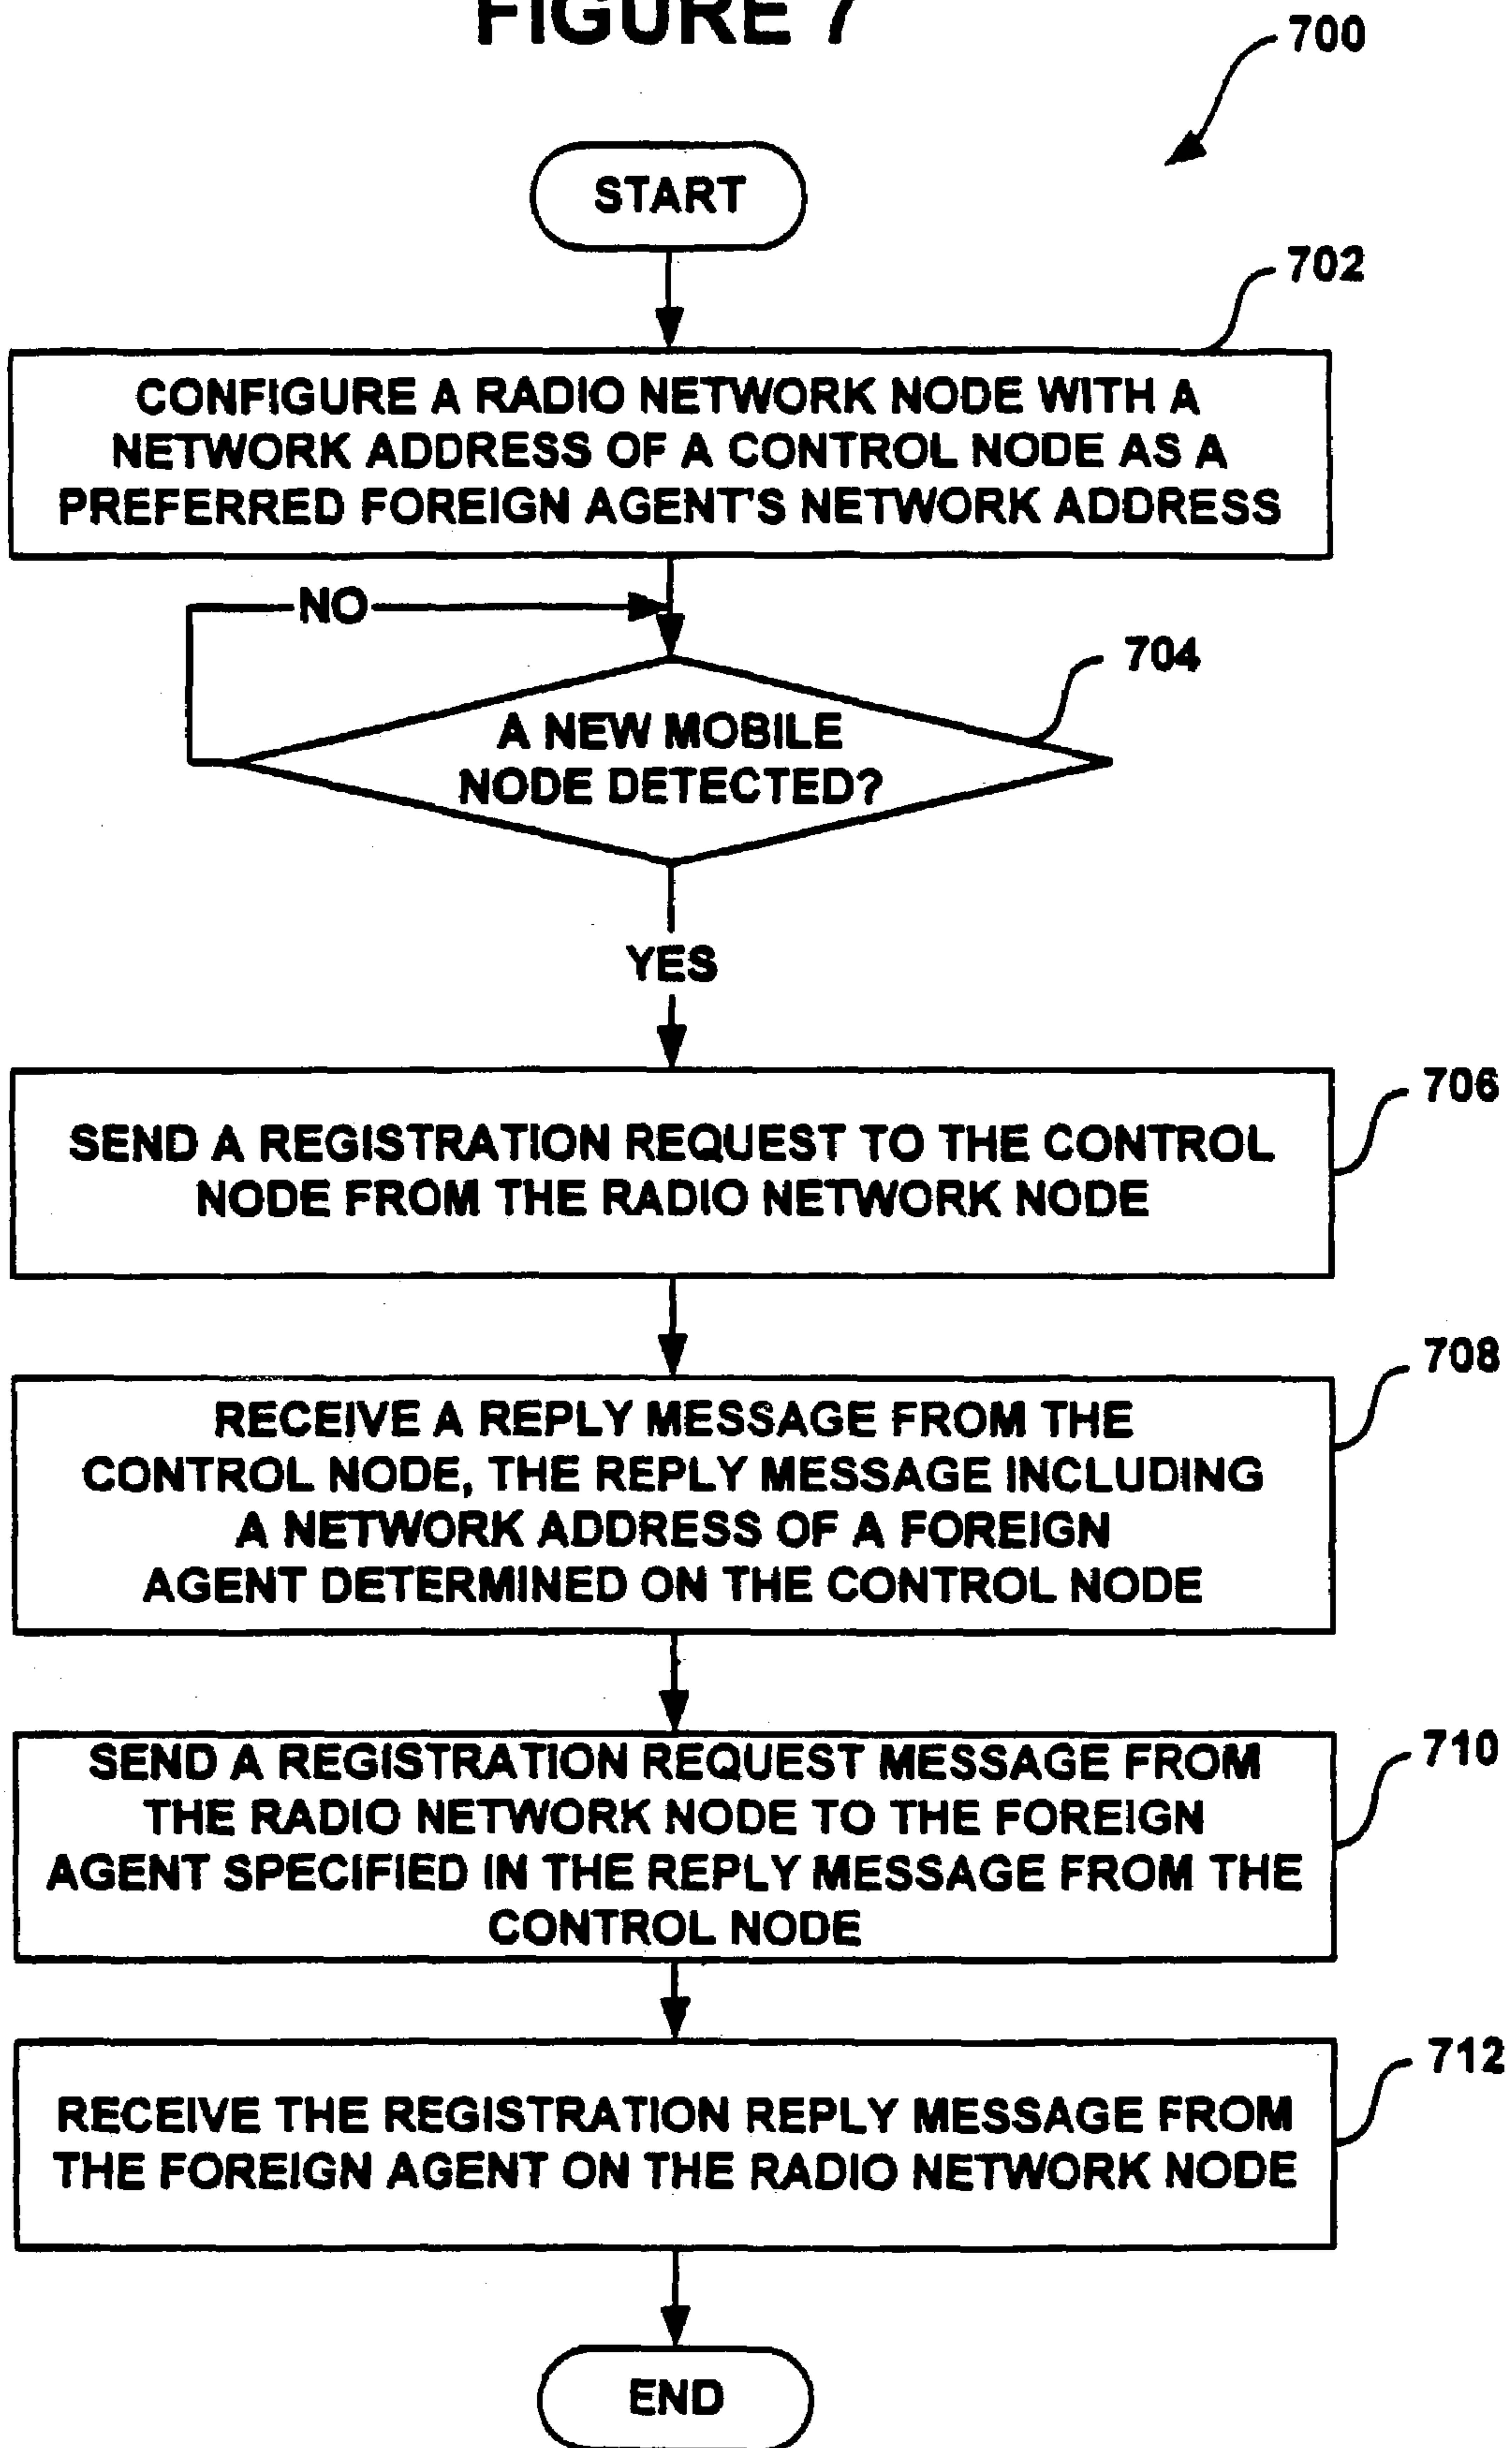 FIGURE 7
700
START
702
CONFIGURE A RADIO NETWORK NODE WITH A
NETWORK ADDRESS OF A CONTROL NODE AS A
PREFERRED FOREIGN AGENT'S NETWORK ADDRESS
NO
704
A NEW MOBILE
NODE DETECTED?
YES
706
SEND A REGISTRATION REQUEST TO THE CONTROL
NODE FROM THE RADIO NETWORK NODE
708
RECEIVE A REPLY MESSAGE FROM THE
CONTROL NODE, THE REPLY MESSAGE INCLUDING
A NETWORK ADDRESS OF A FOREIGN
AGENT DETERMINED ON THE CONTROL NODE
710
SEND A REGISTRATION REQUEST MESSAGE FROM
THE RADIO NETWORK NODE TO THE FOREIGN
AGENT SPECIFIED IN THE REPLY MESSAGE FROM THE
CONTROL NODE
712
RECEIVE THE REGISTRATION REPLY MESSAGE FROM
THE FOREIGN AGENT ON THE RADIO NETWORK NODE
END